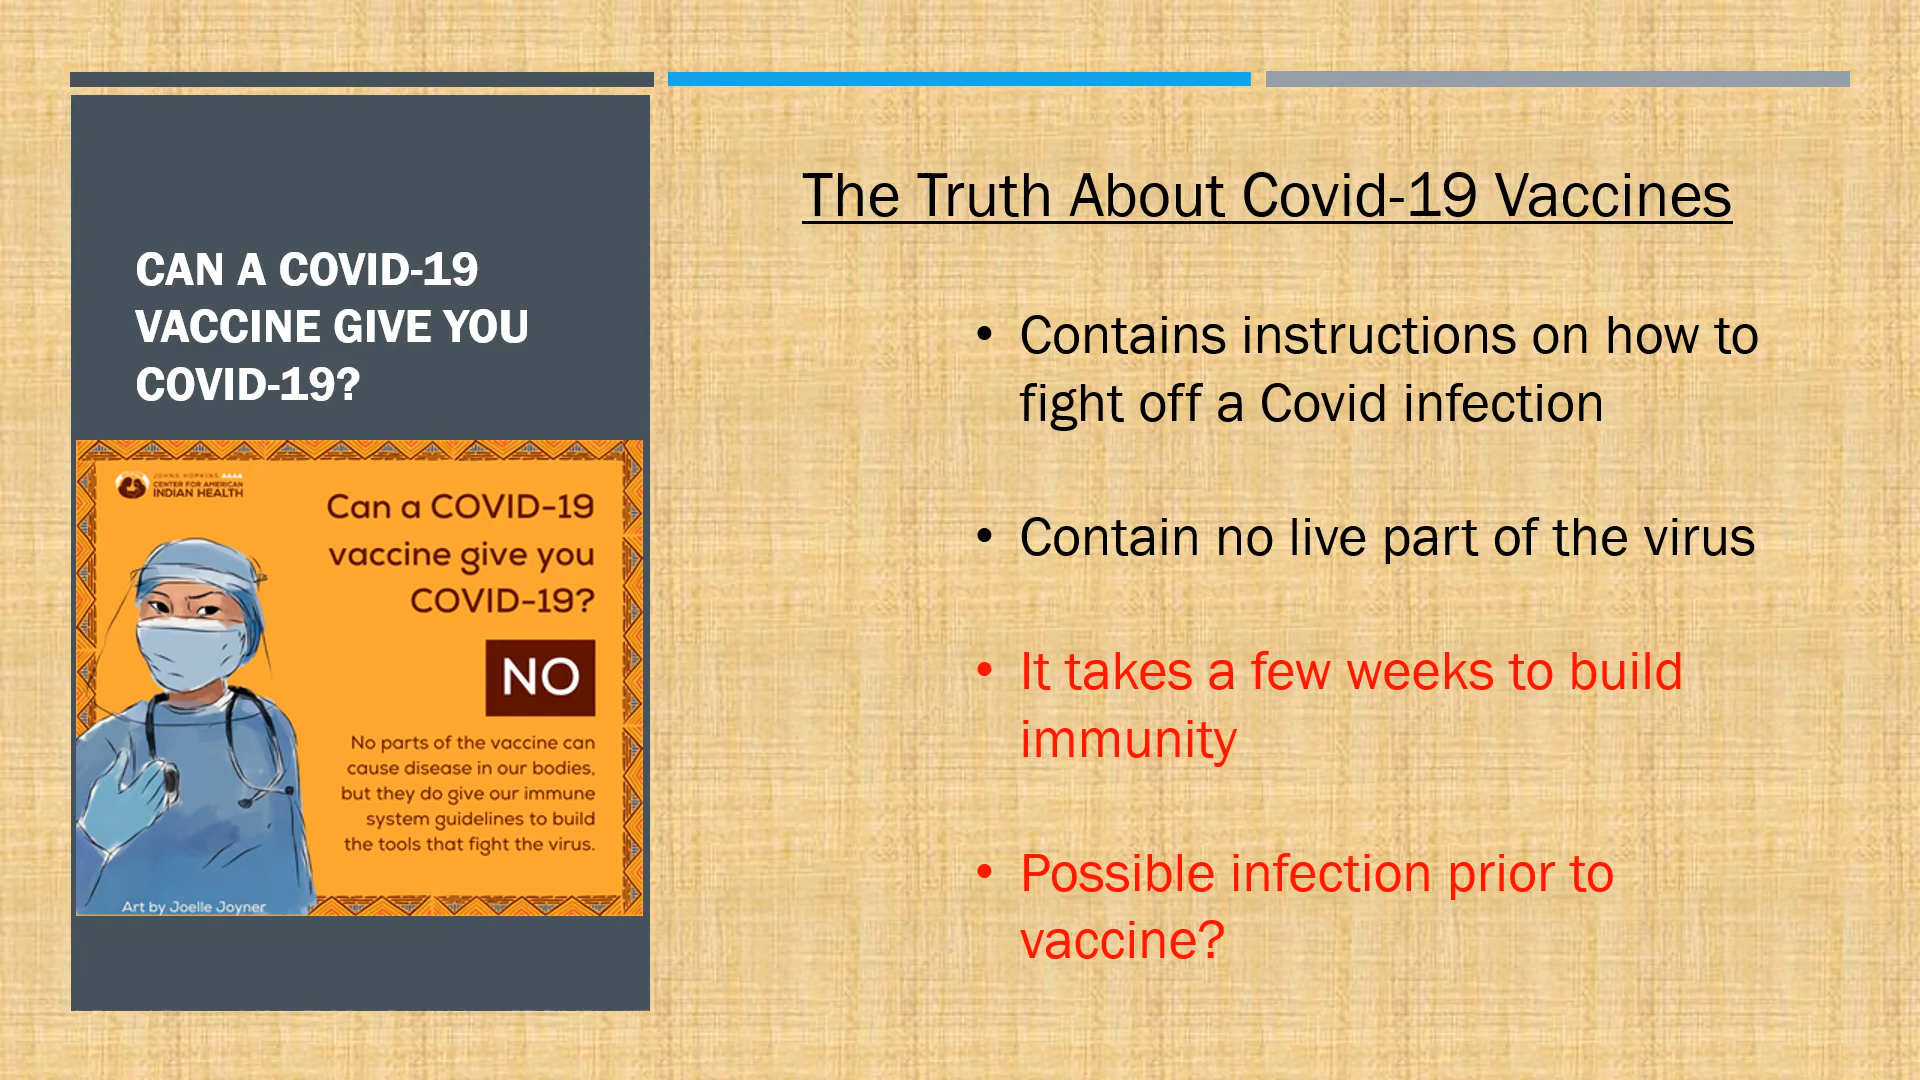 CAN A COVID-19
VACCINE GIVE YOU
COVID-19?
JOHNS HOPKINS
CENTER FOR AMERICAN
INDIAN HEALTH
Can a COVID-19
vaccine give you
COVID-19?
NO
No parts of the vaccine can
cause disease in our bodies,
but they do give our immune
system guidelines to build
the tools that fight the virus.
Art by Joelle Joyner
The Truth About Covid-19 Vaccines
• Contains instructions on how to
fight off a Covid infection
• Contain no live part of the virus
• It takes a few weeks to build
immunity
• Possible infection prior to
vaccine?